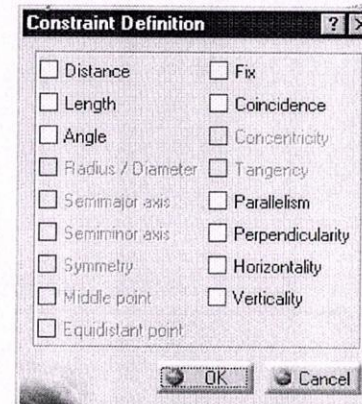 Constraint Definition ? X
Distance
Length
Angle
Radius / Diameter
Semimajor axis
Semiminor axis
Symmetry
Middle point
Equidistant point
Fix
Coincidence
Concentricity
Tangency
Parallelism
Perpendicularity
Horizontality
Verticality
OK Cancel